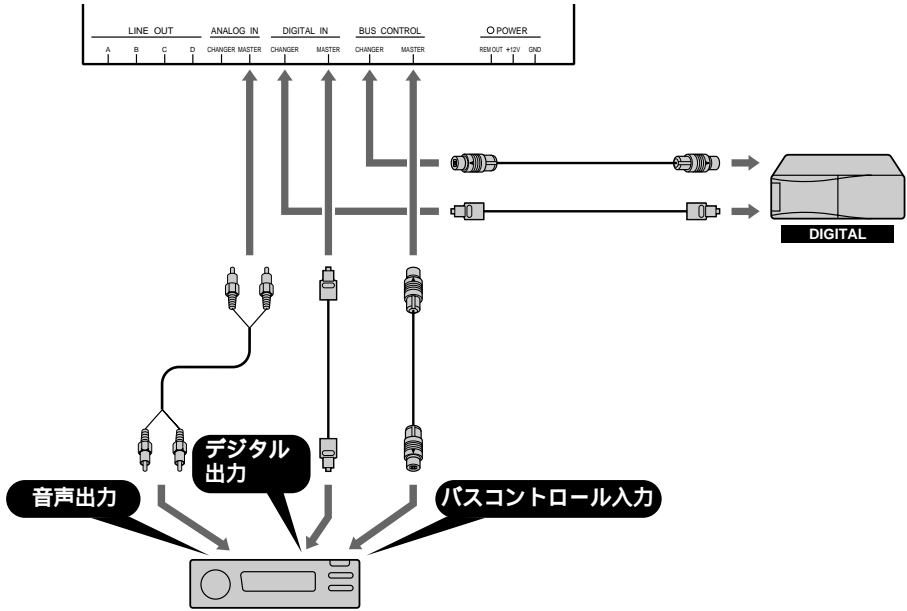 LINE OUT ANALOG IN DIGITAL IN BUS CONTROL POWER
A B C D CHANGER MASTER CHANGER MASTER CHANGER MASTER REM OUT +12V GND
DIGITAL
デジタル
出力
音声出力
バスコントロール入力